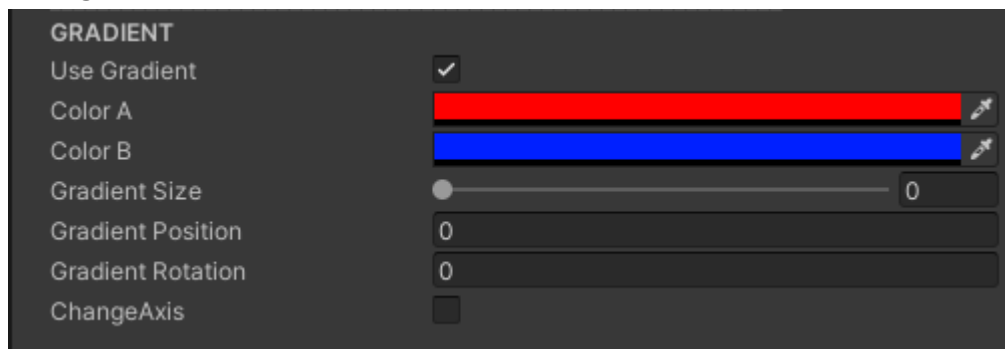 GRADIENT
Use Gradient
Color A
Color B
Gradient Size 0
Gradient Position 0
Gradient Rotation 0
ChangeAxis